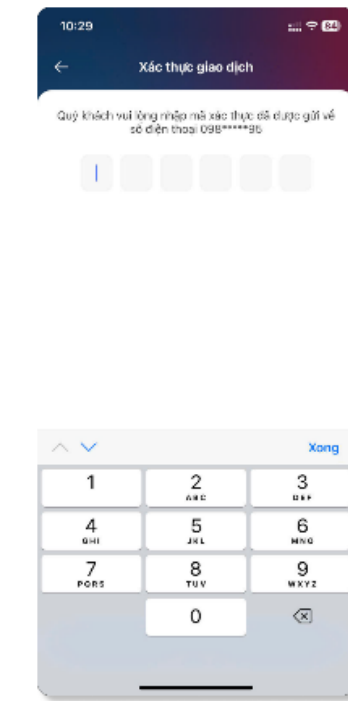 10:29
84
Xác thực giao dịch
Quý khách vui lòng nhập mã xác thực đã được gửi về
số điện thoại 098*****95
Xong
1
2
ABC
3
DEF
4
GHI
5
JKL
6
MNO
7
PQRS
8
TUV
9
WXYZ
0